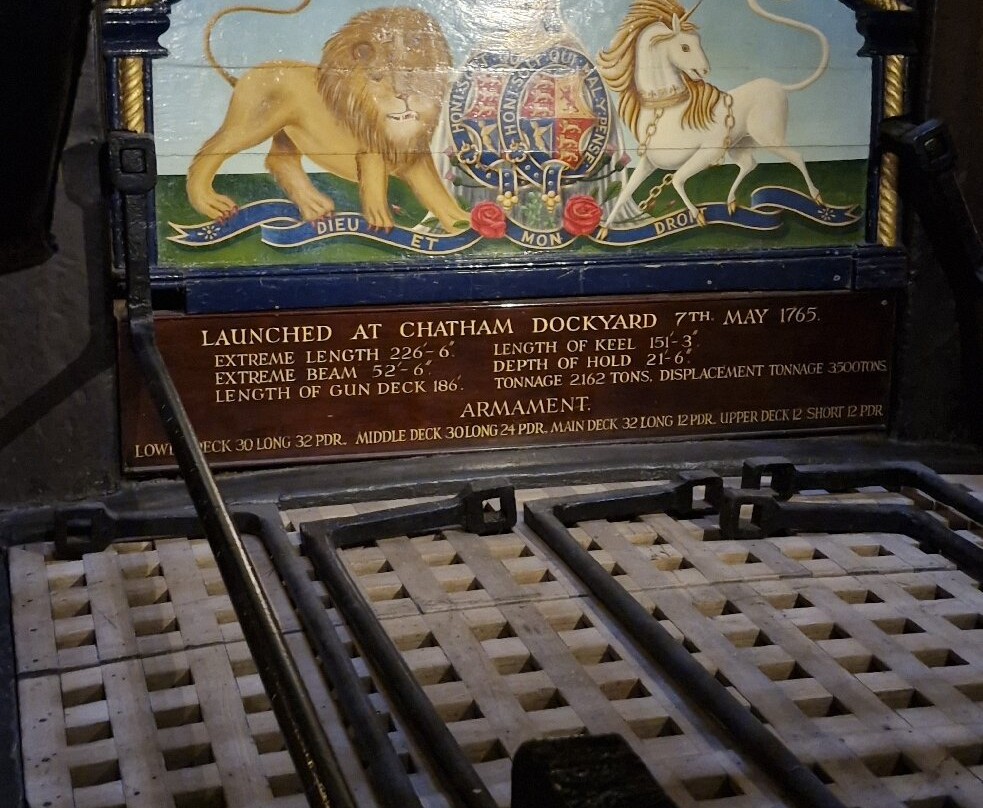 HONI·SOIT·QUI·MAL·Y·PENSE
DIEU ET MON DROIT
LAUNCHED AT CHATHAM DOCKYARD 7TH. MAY 1765.
EXTREME LENGTH 226'-6". LENGTH OF KEEL 151'-3".
EXTREME BEAM 52'-6". DEPTH OF HOLD 21'-6".
LENGTH OF GUN DECK 186'. TONNAGE 2162 TONS. DISPLACEMENT TONNAGE 3500TONS.
ARMAMENT.
DECK 30 LONG 32 PDR. MIDDLE DECK 30 LONG 24 PDR. MAIN DECK 32 LONG 12 PDR. UPPER DECK 12 SHORT 12 PDR